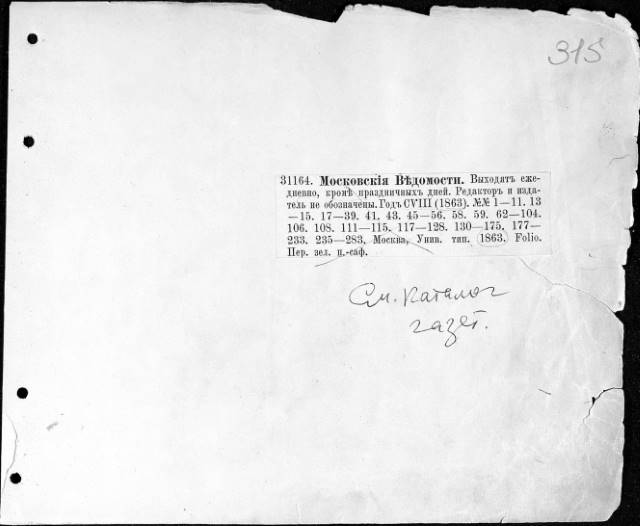 315
31164. Московскія Вѣдомости. Выходятъ еже-
дневно, кромѣ праздничныхъ дней. Редакторъ и изда-
тель не обозначены. Годъ CVIII (1863). №№ 1—11. 13
—15. 17—39. 41. 43. 45—56. 58. 59. 62—104.
106. 108. 111—115. 117—128. 130—175. 177—
233. 235—283. Москва, Унив. тип. 1863. Folio.
Пер. зел. п.-саф.
См. каталог
газет.